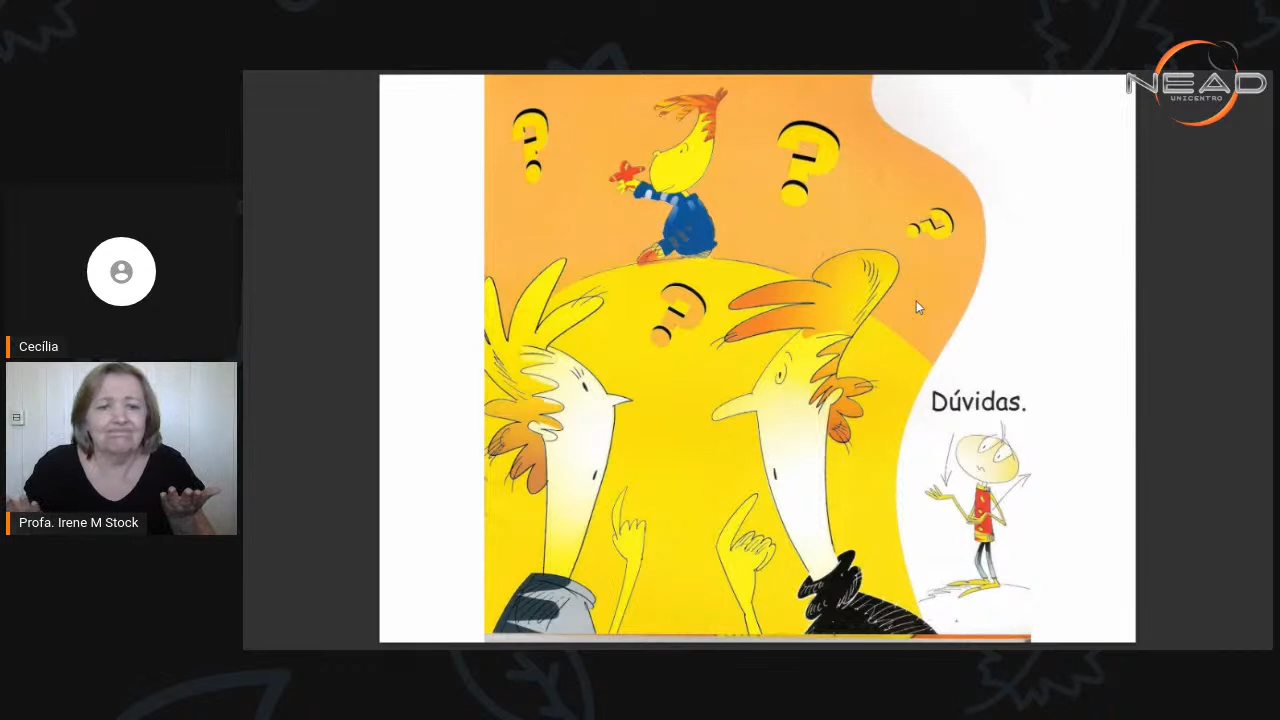 NEAD
UNICENTRO
Cecília
Profa. Irene M Stock
? ? ? ?
Dúvidas.